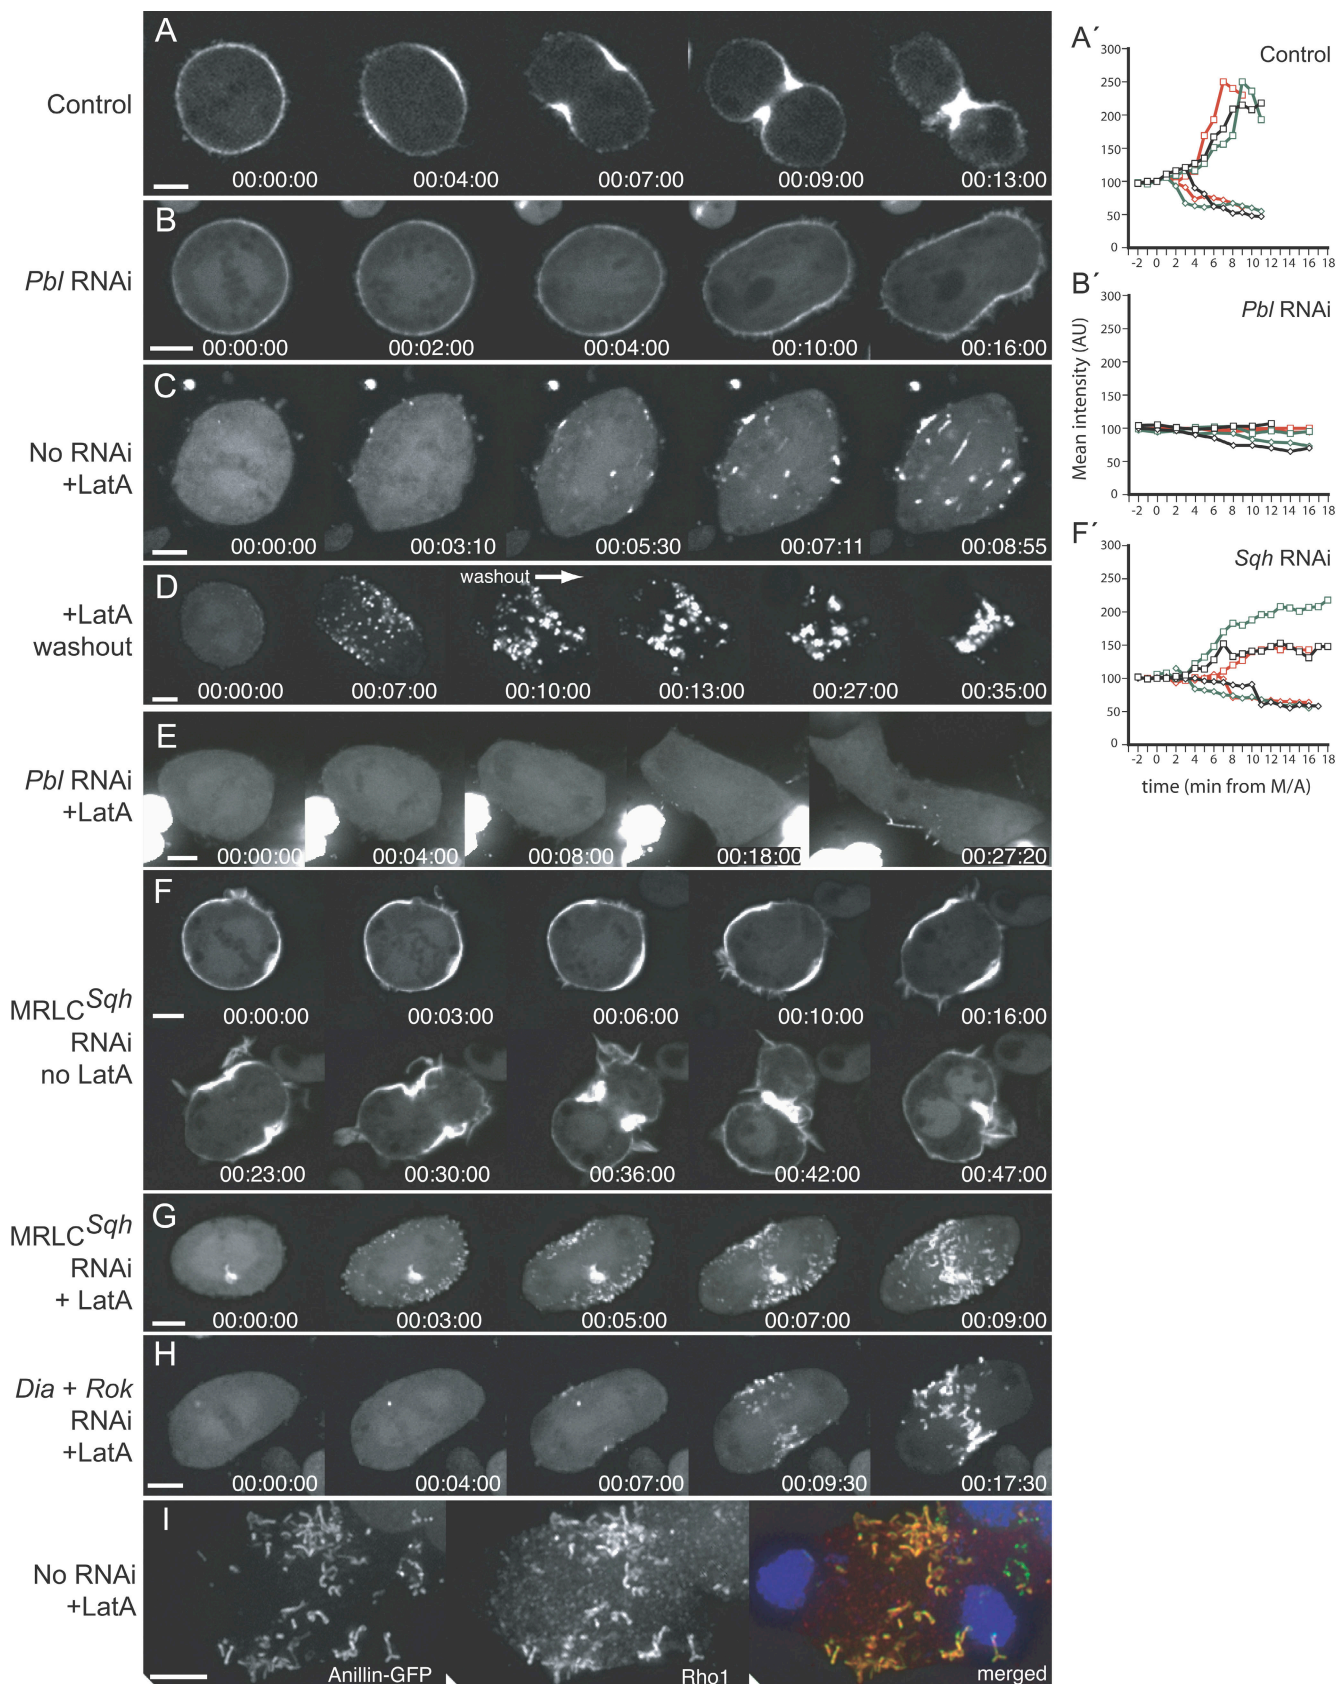 A
Control
00:00:00 00:04:00 00:07:00 00:09:00 00:13:00
B
Pbl RNAi
00:00:00 00:02:00 00:04:00 00:10:00 00:16:00
C
No RNAi
+LatA
00:00:00 00:03:10 00:05:30 00:07:11 00:08:55
D
washout
+LatA
washout
00:00:00 00:07:00 00:10:00 00:13:00 00:27:00 00:35:00
E
Pbl RNAi
+LatA
00:00:00 00:04:00 00:08:00 00:18:00 00:27:20
F
00:00:00 00:03:00 00:06:00 00:10:00 00:16:00
MRLC Sqh
RNAi
no LatA
00:23:00 00:30:00 00:36:00 00:42:00 00:47:00
G
MRLC Sqh
RNAi
+ LatA
00:00:00 00:03:00 00:05:00 00:07:00 00:09:00
H
Dia + Rok
RNAi
+LatA
00:00:00 00:04:00 00:07:00 00:09:30 00:17:30
I
No RNAi
+LatA
Anillin-GFP Rho1 merged
A´
Control
300
250
200
150
100
50
0
-2 0 2 4 6 8 10 12 14 16 18
B´
Pbl RNAi
Mean intensity (AU)
300
250
200
150
100
50
0
-2 0 2 4 6 8 10 12 14 16 18
F´
Sqh RNAi
300
250
200
150
100
50
0
-2 0 2 4 6 8 10 12 14 16 18
time (min from M/A)